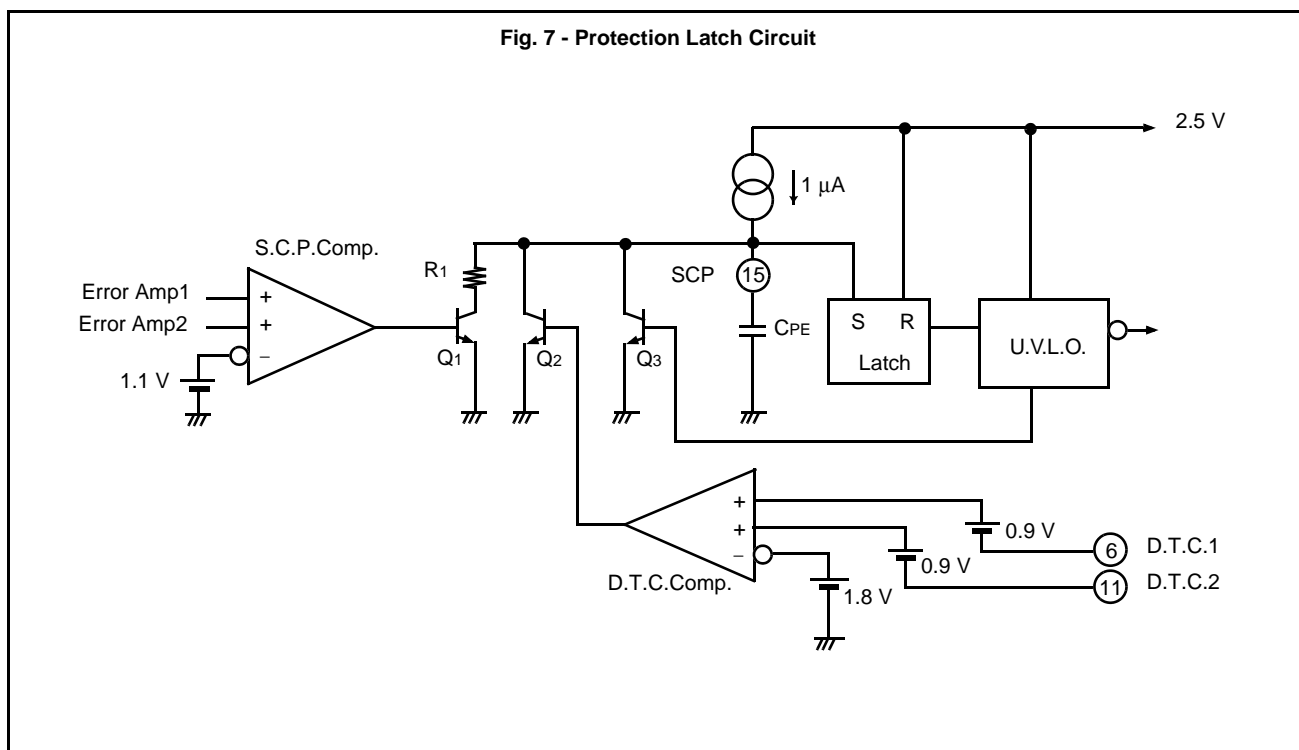 Fig. 7 - Protection Latch Circuit
2.5 V
1 μA
S.C.P.Comp.
R1
SCP
15
Error Amp1
+
Error Amp2
+
−
CPE
S R
Latch
U.V.L.O.
Q1
Q2
Q3
1.1 V
+
+
−
0.9 V
6
D.T.C.1
0.9 V
11
D.T.C.2
D.T.C.Comp.
1.8 V